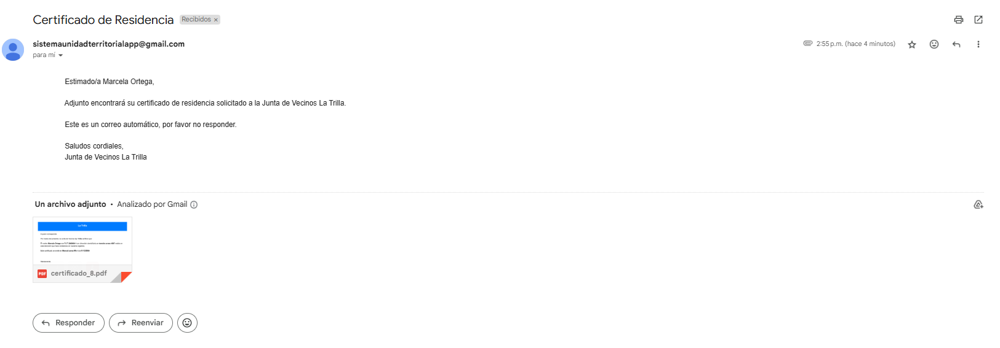 Certificado de Residencia Recibidos ×
sistemaunidadterritorialapp@gmail.com
2:55 p.m. (hace 4 minutos)
para mí
Estimado/a Marcela Ortega,
Adjunto encontrará su certificado de residencia solicitado a la Junta de Vecinos La Trilla.
Este es un correo automático, por favor no responder.
Saludos cordiales,
Junta de Vecinos La Trilla
Un archivo adjunto • Analizado por Gmail
La Trilla
PDF certificado_8.pdf
Responder
Reenviar